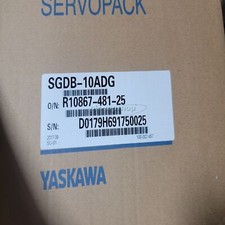 SERVOPACK
SGDB-10ADG
O/N: R10867-481-25
S/N: D0179H691750025
YASKAWA